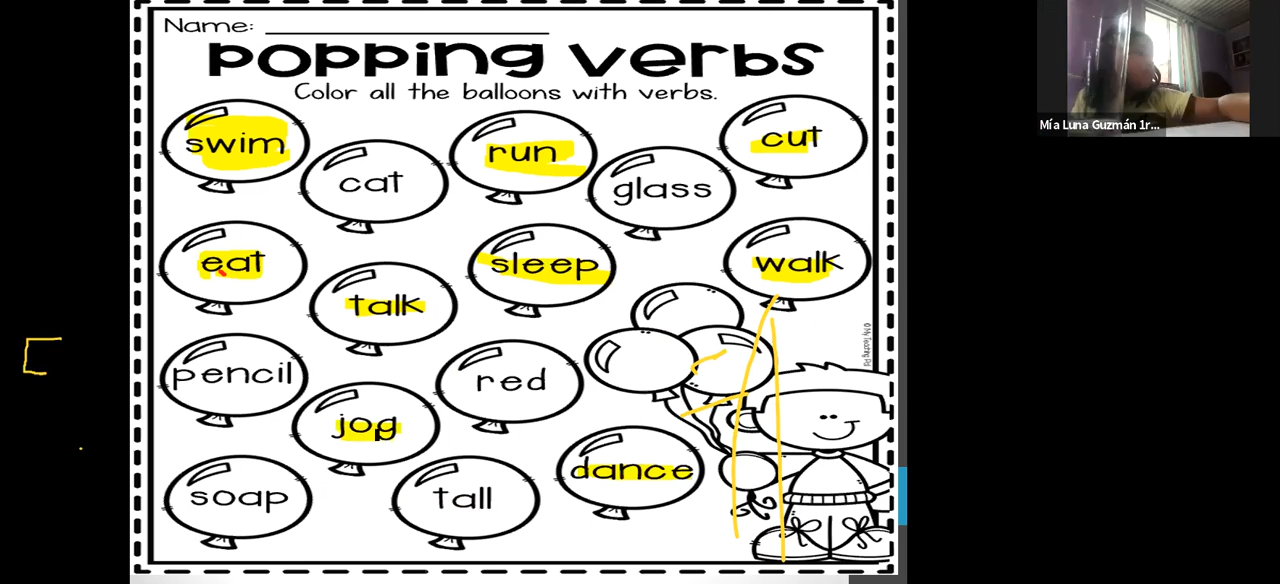 Name:
Popping Verbs
Color all the balloons with verbs.
swim
run
cut
cat
glass
eat
sleep
walk
talk
pencil
red
jog
dance
soap
tall
Mía Luna Guzmán 1r...